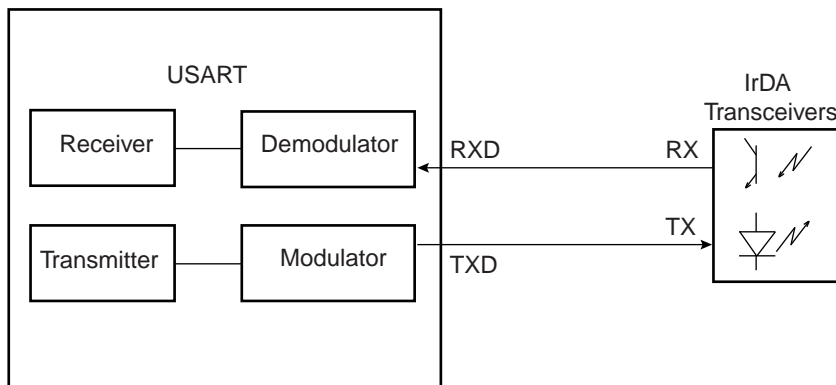 USART
IrDA
Transceivers
Receiver
Demodulator
RXD
RX
Transmitter
Modulator
TXD
TX